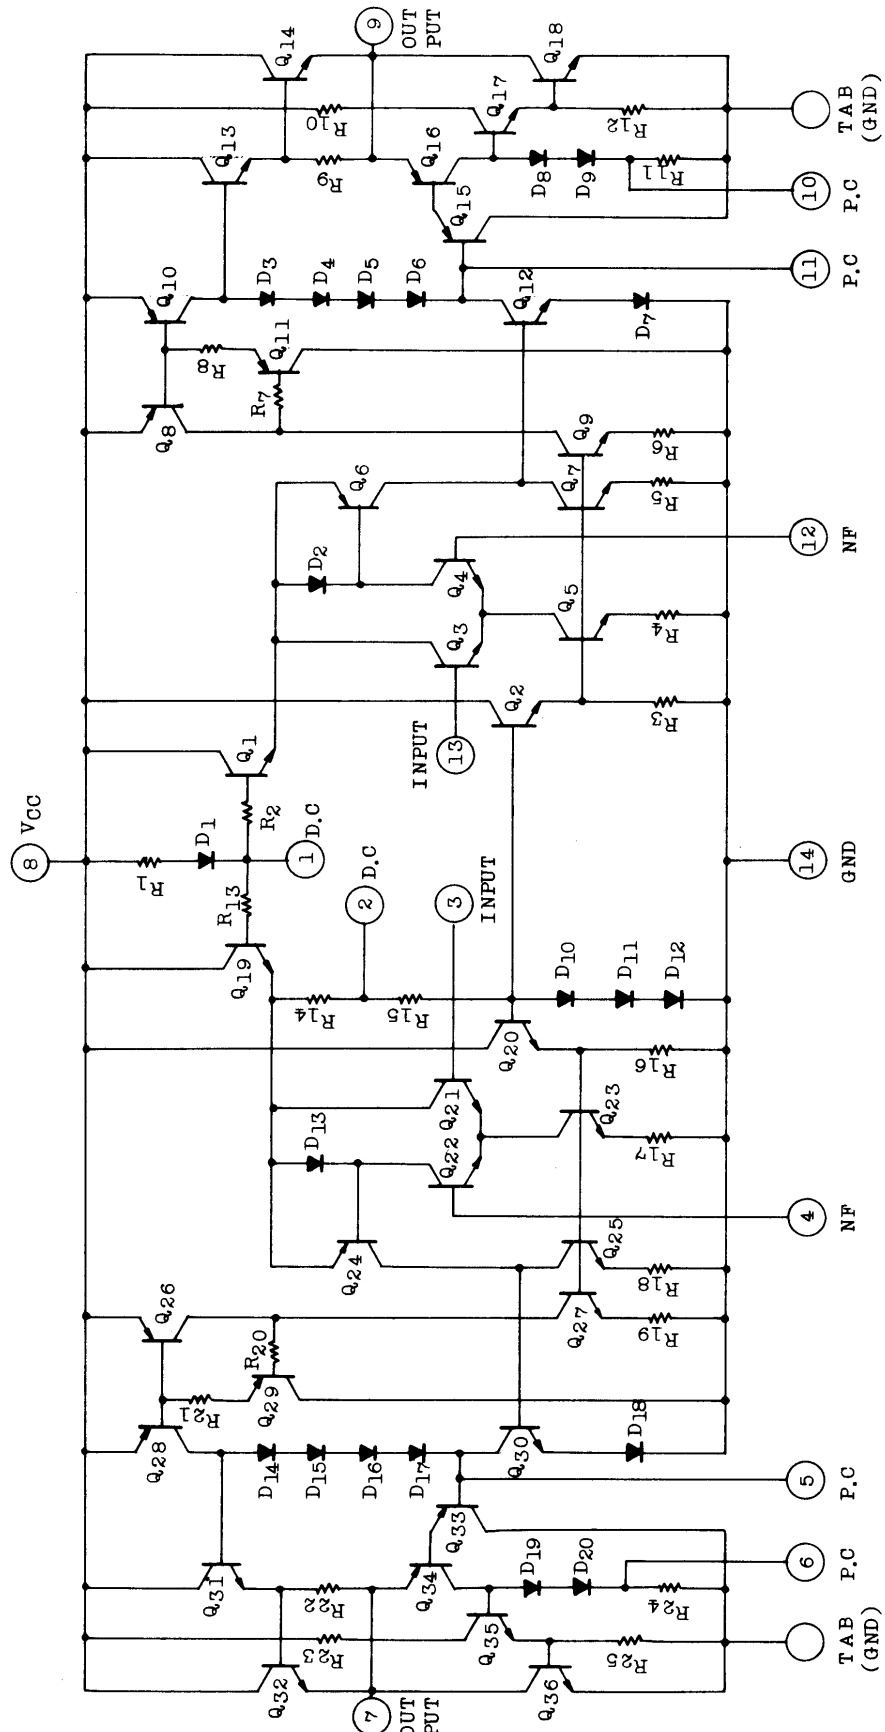 9
OUT
PUT
Q14
Q18
Q17
R10
R12
TAB
(GND)
Q13
R9
Q16
Q15
D8
D9
R11
10
P.C
11
P.C
Q10
D3
D4
D5
D6
Q12
D7
Q11
R8
R7
Q8
Q9
R6
Q6
Q7
R5
D2
Q4
12
NF
Q3
Q5
R4
Q2
R3
INPUT
13
Q1
R2
8
VCC
R1
D1
1
D.C
14
GND
R13
2
D.C
3
INPUT
Q19
R14
R15
D10
D11
D12
Q20
R16
Q21
Q23
R17
D13
Q22
4
NF
Q24
Q25
R18
Q27
R19
Q26
R20
Q29
R21
Q28
D14
D15
D16
D17
Q30
D18
5
P.C
Q33
Q31
R22
Q34
D19
D20
R24
6
P.C
R23
Q35
R25
TAB
(GND)
Q32
Q36
7
OUT
PUT